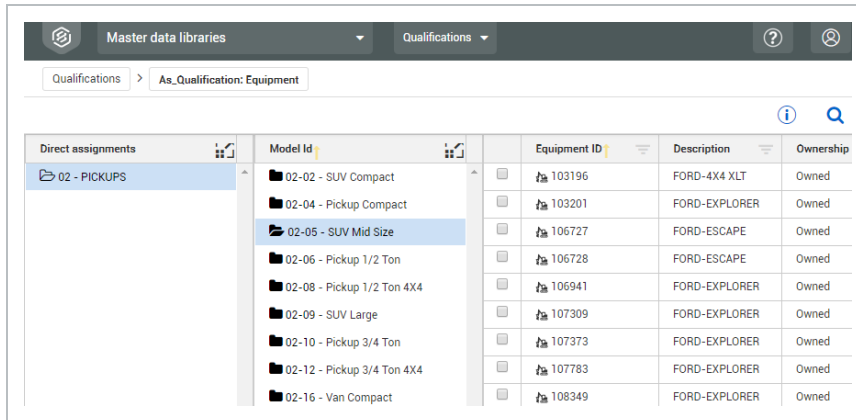 Master data libraries Qualifications
Qualifications > As_Qualification: Equipment
Direct assignments Model Id Equipment ID Description Ownership
02 - PICKUPS 02-02 - SUV Compact 103196 FORD-4X4 XLT Owned
02-04 - Pickup Compact 103201 FORD-EXPLORER Owned
02-05 - SUV Mid Size 106727 FORD-ESCAPE Owned
02-06 - Pickup 1/2 Ton 106728 FORD-ESCAPE Owned
02-08 - Pickup 1/2 Ton 4X4 106941 FORD-EXPLORER Owned
02-09 - SUV Large 107309 FORD-EXPLORER Owned
02-10 - Pickup 3/4 Ton 107373 FORD-EXPLORER Owned
02-12 - Pickup 3/4 Ton 4X4 107783 FORD-EXPLORER Owned
02-16 - Van Compact 108349 FORD-EXPLORER Owned